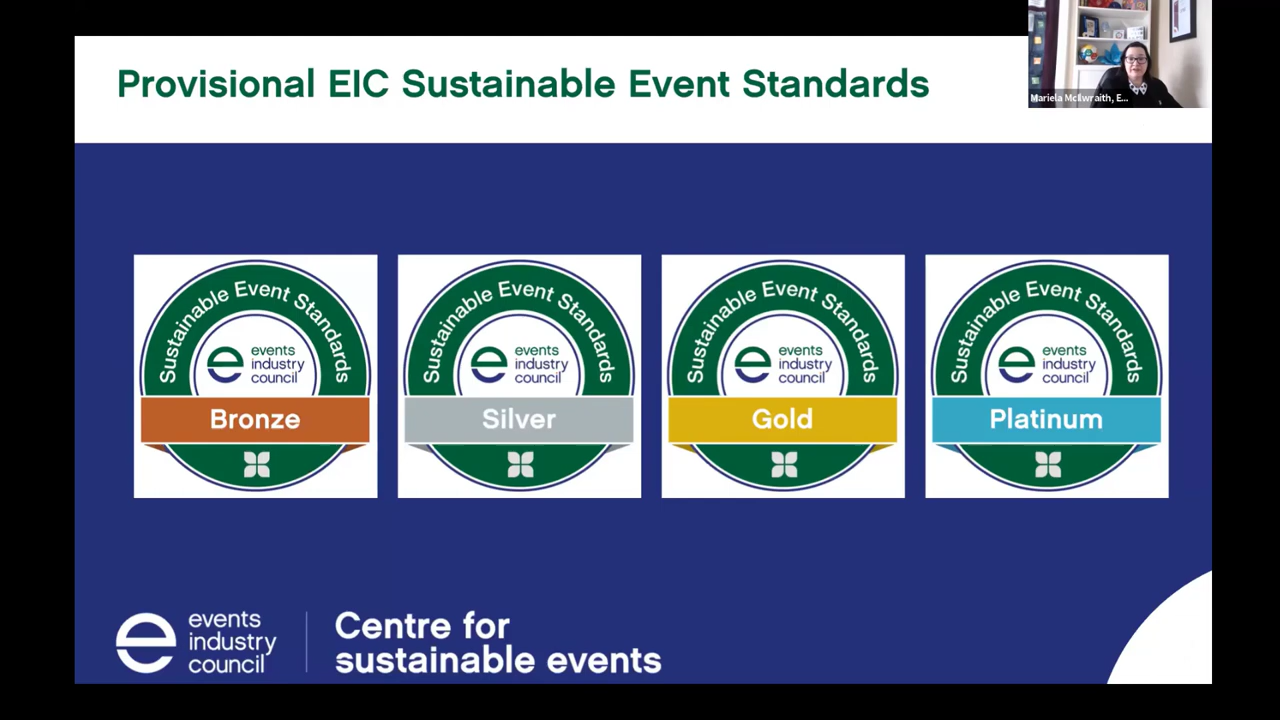 Provisional EIC Sustainable Event Standards
Mariela McIlwraith, E...
Sustainable Event Standards
events
industry
council
Bronze
Sustainable Event Standards
events
industry
council
Silver
Sustainable Event Standards
events
industry
council
Gold
Sustainable Event Standards
events
industry
council
Platinum
events
industry
council
Centre for
sustainable events